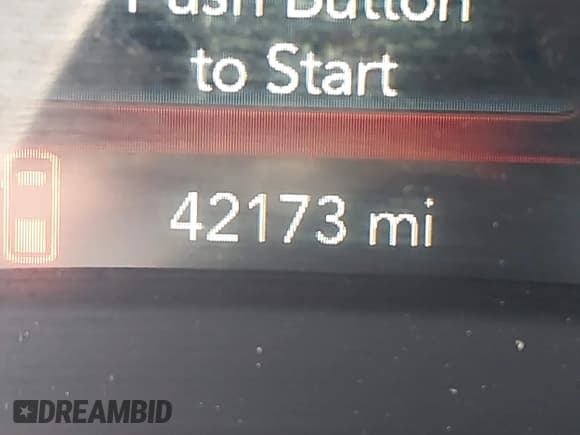 Push Button
to Start
42173 mi
DREAMBID